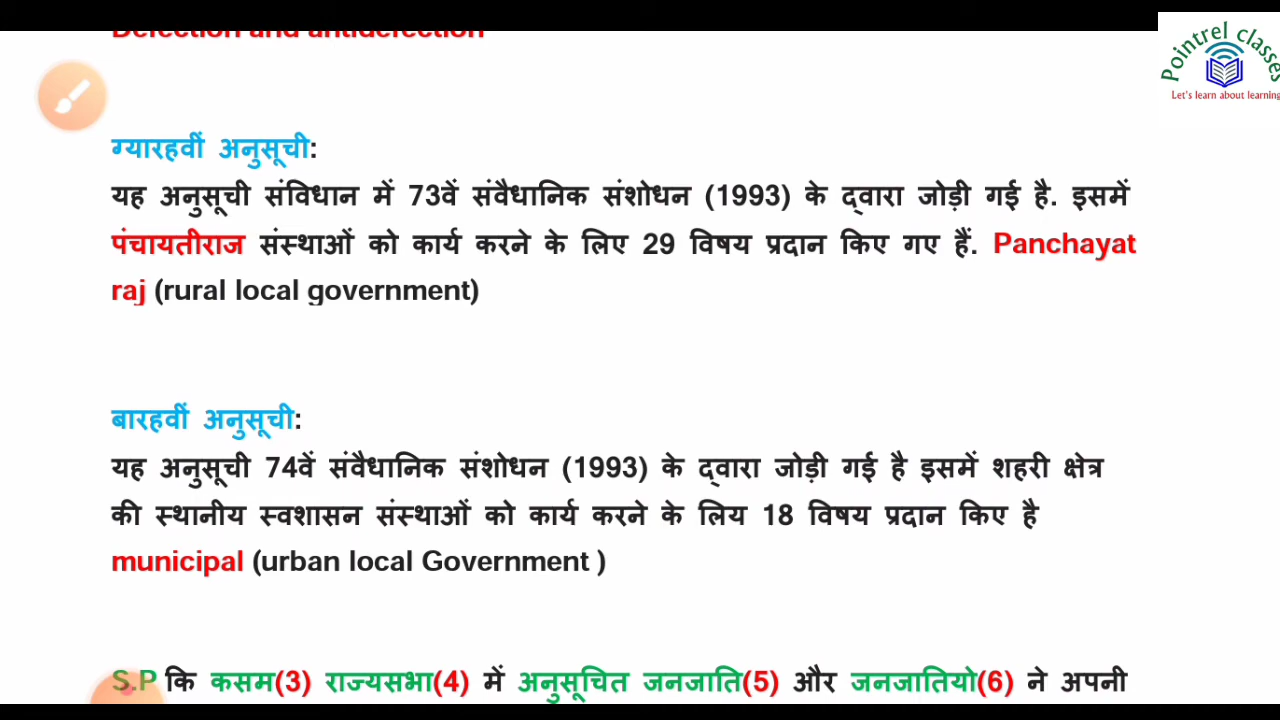 Defection and antidefection
Pointrel classes
Let's learn about learning
ग्यारहवीं अनुसूची:
यह अनुसूची संविधान में 73वें संवैधानिक संशोधन (1993) के द्वारा जोड़ी गई है. इसमें
पंचायतीराज संस्थाओं को कार्य करने के लिए 29 विषय प्रदान किए गए हैं. Panchayat
raj (rural local government)
बारहवीं अनुसूची:
यह अनुसूची 74वें संवैधानिक संशोधन (1993) के द्वारा जोड़ी गई है इसमें शहरी क्षेत्र
की स्थानीय स्वशासन संस्थाओं को कार्य करने के लिय 18 विषय प्रदान किए है
municipal (urban local Government )
S.P कि कसम(3) राज्यसभा(4) में अनुसूचित जनजाति(5) और जनजातियो(6) ने अपनी